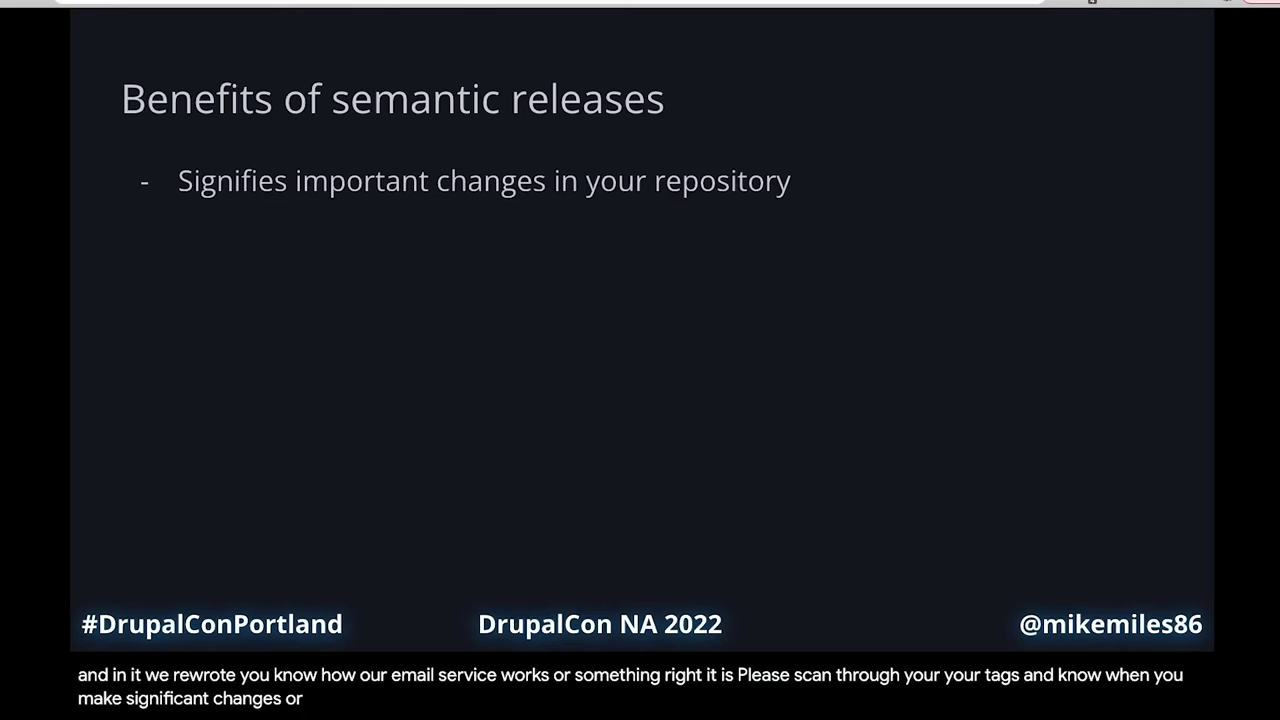 Benefits of semantic releases
- Signifies important changes in your repository
#DrupalConPortland DrupalCon NA 2022 @mikemiles86
and in it we rewrote you know how our email service works or something right it is Please scan through your your tags and know when you
make significant changes or